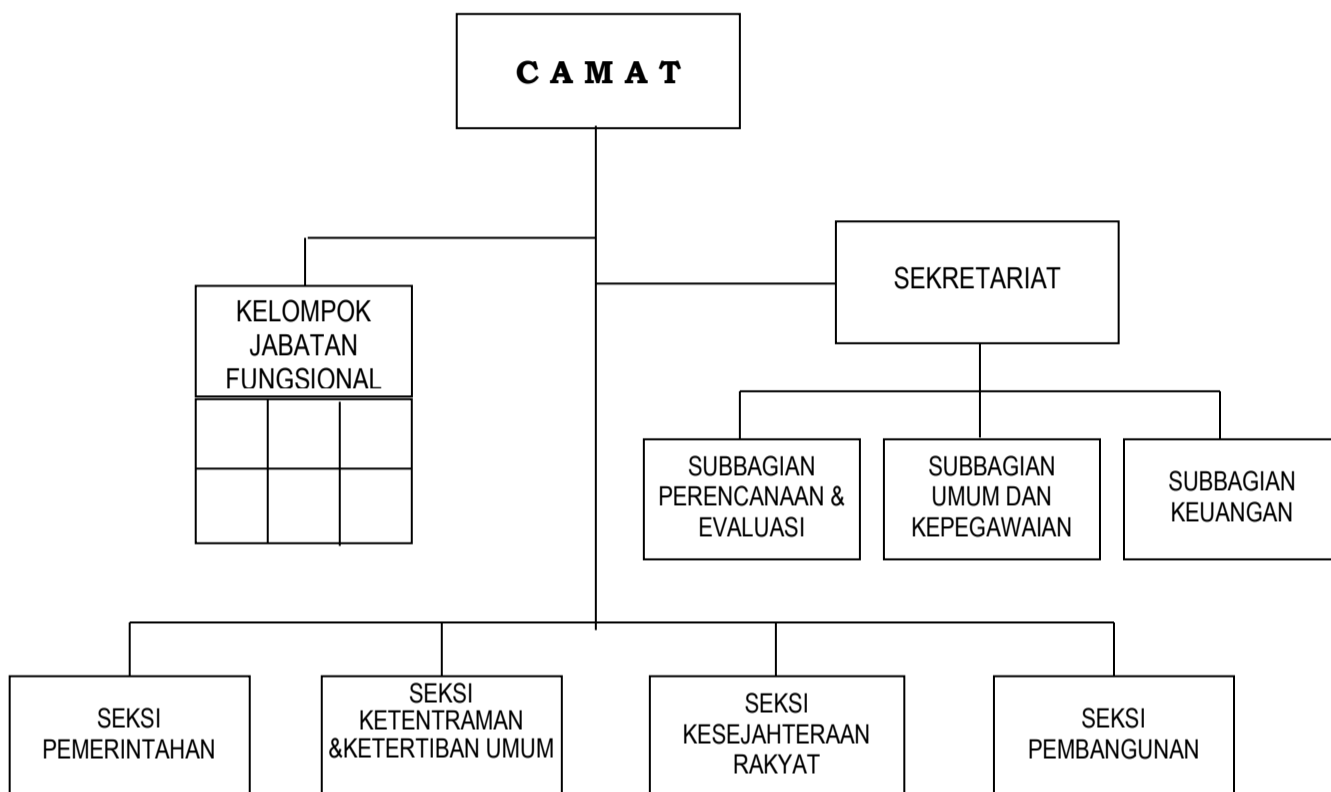 C A M A T
SEKRETARIAT
KELOMPOK
JABATAN
FUNGSIONAL
SUBBAGIAN
PERENCANAAN &
EVALUASI
SUBBAGIAN
UMUM DAN
KEPEGAWAIAN
SUBBAGIAN
KEUANGAN
SEKSI
PEMERINTAHAN
SEKSI
KETENTRAMAN
&KETERTIBAN UMUM
SEKSI
KESEJAHTERAAN
RAKYAT
SEKSI
PEMBANGUNAN